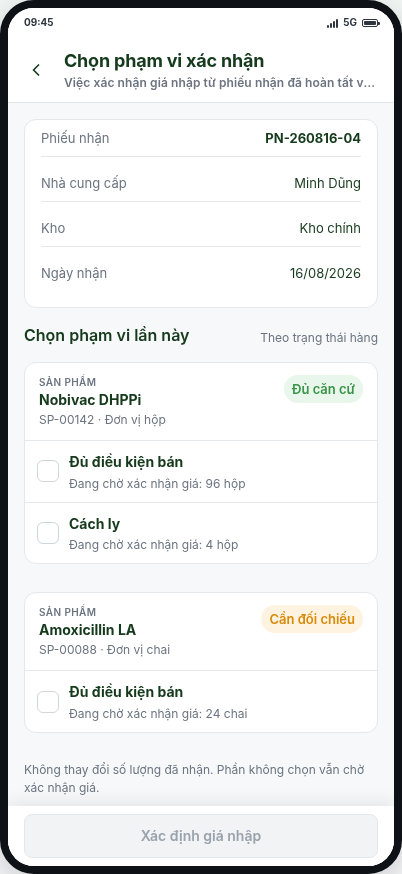 09:45
5G
Chọn phạm vi xác nhận
Việc xác nhận giá nhập từ phiếu nhận đã hoàn tất v...
Phiếu nhận PN-260816-04
Nhà cung cấp Minh Dũng
Kho Kho chính
Ngày nhận 16/08/2026
Chọn phạm vi lần này Theo trạng thái hàng
SẢN PHẨM
Nobivac DHPPi Đủ căn cứ
SP-00142 · Đơn vị hộp
Đủ điều kiện bán
Đang chờ xác nhận giá: 96 hộp
Cách ly
Đang chờ xác nhận giá: 4 hộp
SẢN PHẨM
Amoxicillin LA Cần đối chiếu
SP-00088 · Đơn vị chai
Đủ điều kiện bán
Đang chờ xác nhận giá: 24 chai
Không thay đổi số lượng đã nhận. Phần không chọn vẫn chờ
xác nhận giá.
Xác định giá nhập